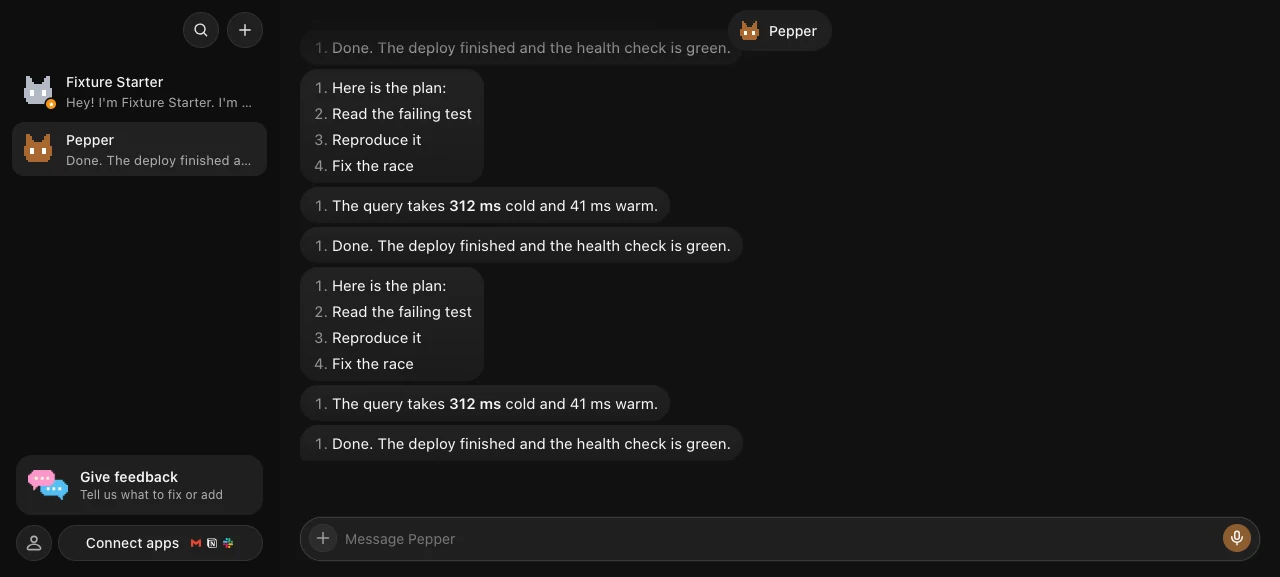 Fixture Starter
Hey! I'm Fixture Starter. I'm ...
Pepper
Done. The deploy finished a...
Give feedback
Tell us what to fix or add
Connect apps
Pepper
1. Done. The deploy finished and the health check is green.
1. Here is the plan:
2. Read the failing test
3. Reproduce it
4. Fix the race
1. The query takes 312 ms cold and 41 ms warm.
1. Done. The deploy finished and the health check is green.
1. Here is the plan:
2. Read the failing test
3. Reproduce it
4. Fix the race
1. The query takes 312 ms cold and 41 ms warm.
1. Done. The deploy finished and the health check is green.
Message Pepper